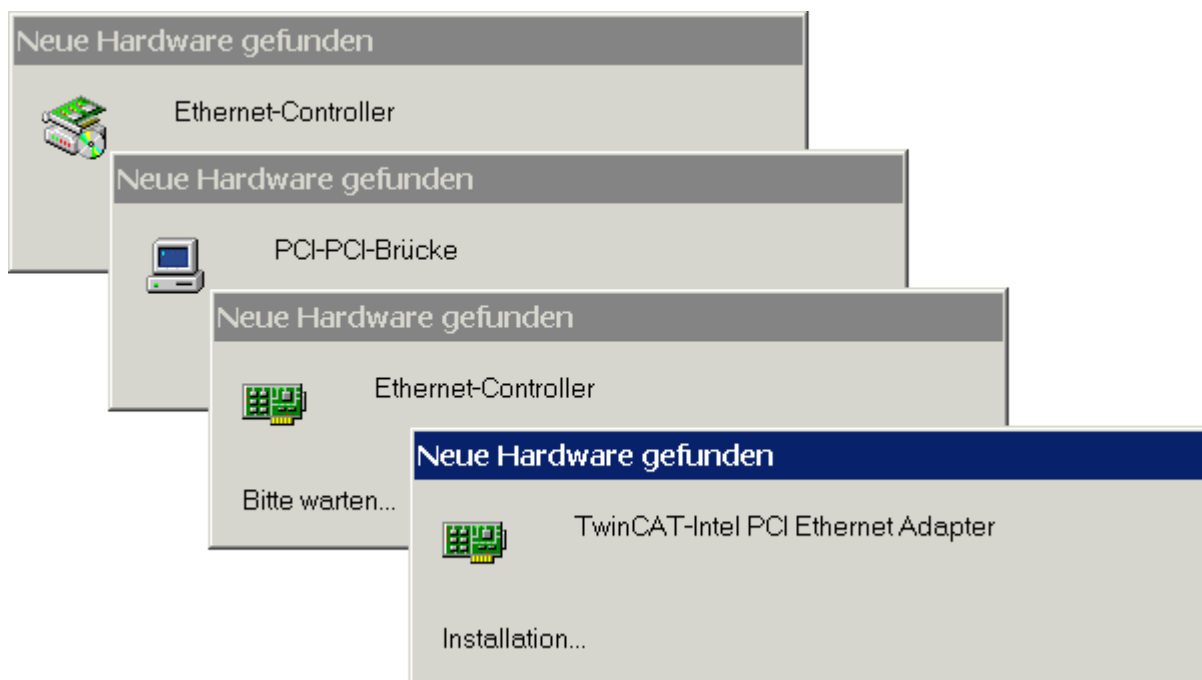 Neue Hardware gefunden
Ethernet-Controller
Neue Hardware gefunden
PCI-PCI-Brücke
Neue Hardware gefunden
Ethernet-Controller
Bitte warten...
Neue Hardware gefunden
TwinCAT-Intel PCI Ethernet Adapter
Installation...